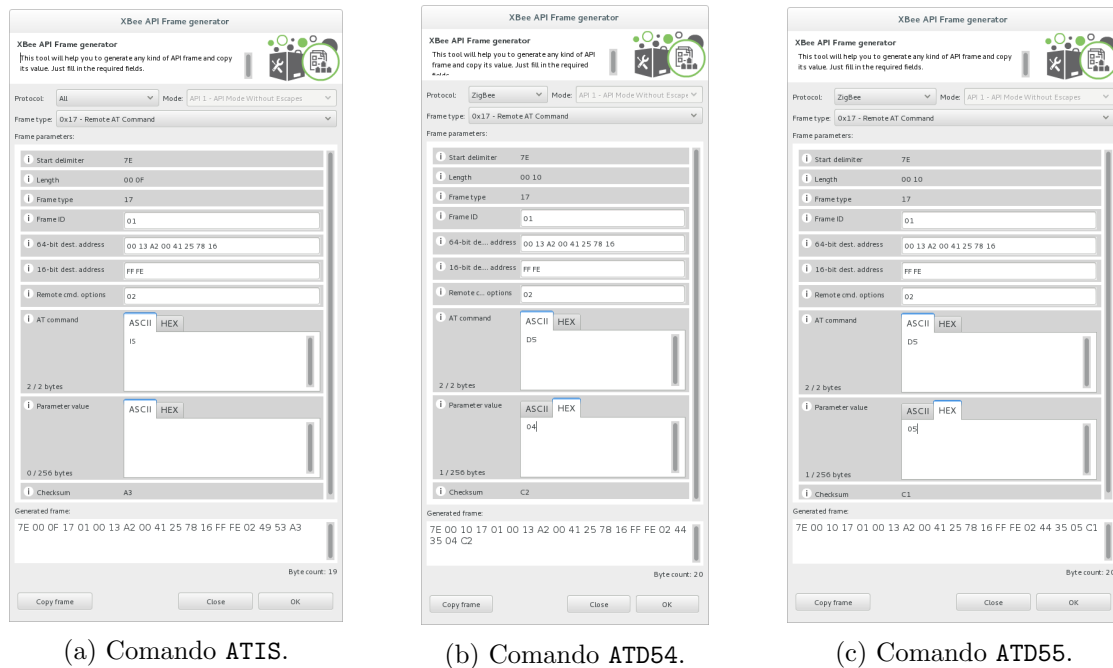 XBee API Frame generator
XBee API Frame generator
This tool will help you to generate any kind of API frame and copy
its value. Just fill in the required fields.
Protocol: All Mode: API 1 - API Mode Without Escapes
Frame type: 0x17 - Remote AT Command
Frame parameters:
Start delimiter 7E
Length 00 0F
Frame type 17
Frame ID 01
64-bit dest. address 00 13 A2 00 41 25 78 16
16-bit dest. address FF FE
Remote cmd. options 02
AT command ASCII HEX
IS
2 / 2 bytes
Parameter value ASCII HEX
0 / 256 bytes
Checksum A3
Generated frame:
7E 00 0F 17 01 00 13 A2 00 41 25 78 16 FF FE 02 49 53 A3
Byte count: 19
Copy frame Close OK
(a) Comando ATIS.
XBee API Frame generator
XBee API Frame generator
This tool will help you to generate any kind of API
frame and copy its value. Just fill in the required
fields.
Protocol: ZigBee Mode: API 1 - API Mode Without Escape
Frame type: 0x17 - Remote AT Command
Frame parameters:
Start delimiter 7E
Length 00 10
Frame type 17
Frame ID 01
64-bit de... address 00 13 A2 00 41 25 78 16
16-bit de... address FF FE
Remote c... options 02
AT command ASCII HEX
D5
2 / 2 bytes
Parameter value ASCII HEX
04
1 / 256 bytes
Checksum C2
Generated frame:
7E 00 10 17 01 00 13 A2 00 41 25 78 16 FF FE 02 44
35 04 C2
Byte count: 20
Copy frame Close OK
(b) Comando ATD54.
XBee API Frame generator
XBee API Frame generator
This tool will help you to generate any kind of API frame and copy
its value. Just fill in the required fields.
Protocol: ZigBee Mode: API 1 - API Mode Without Escapes
Frame type: 0x17 - Remote AT Command
Frame parameters:
Start delimiter 7E
Length 00 10
Frame type 17
Frame ID 01
64-bit dest. address 00 13 A2 00 41 25 78 16
16-bit dest. address FF FE
Remote cmd. options 02
AT command ASCII HEX
D5
2 / 2 bytes
Parameter value ASCII HEX
05
1 / 256 bytes
Checksum C1
Generated frame:
7E 00 10 17 01 00 13 A2 00 41 25 78 16 FF FE 02 44 35 05 C1
Byte count: 20
Copy frame Close OK
(c) Comando ATD55.